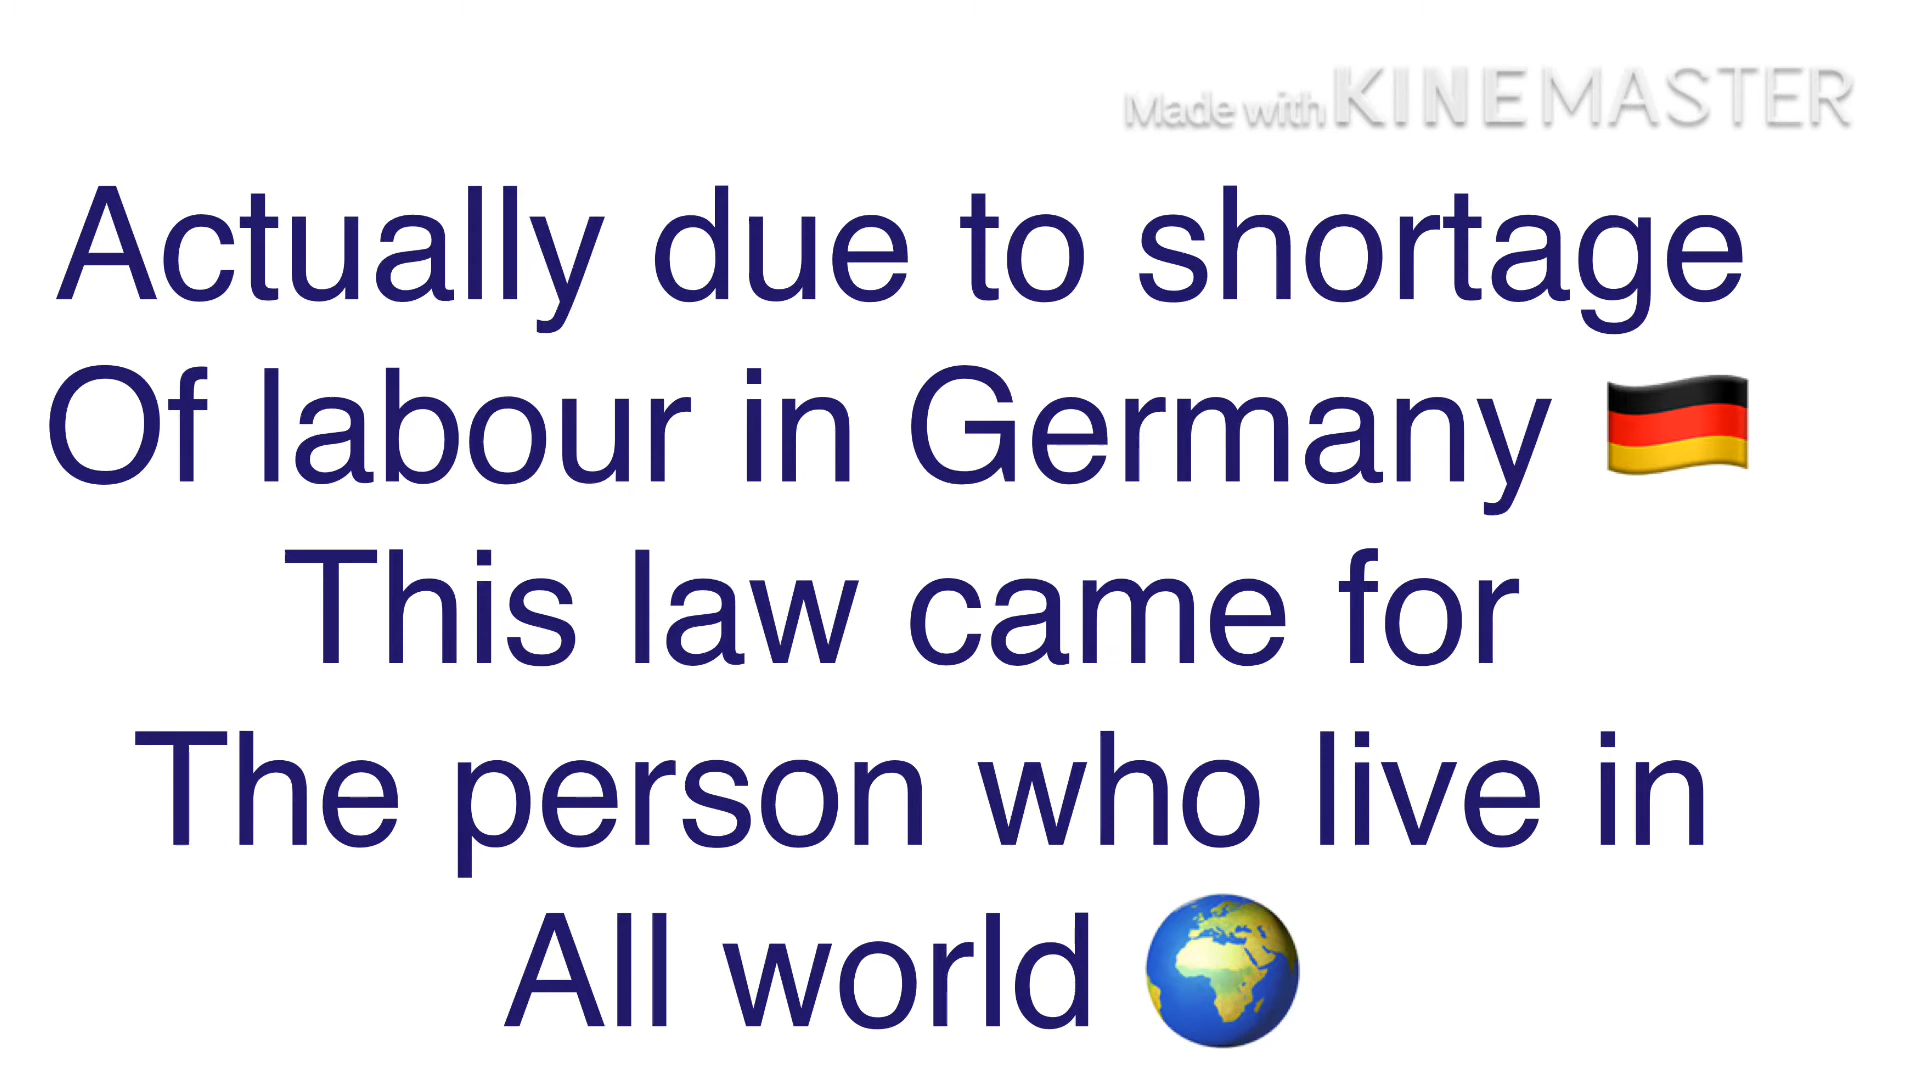 Made with KINEMASTER
Actually due to shortage
Of labour in Germany 🇩🇪
This law came for
The person who live in
All world 🌍